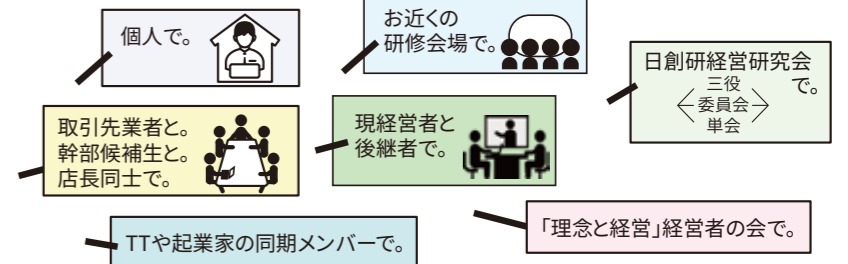 個人で。
お近くの
研修会場で。
日創研経営研究会
三役
委員会
単会
で。
取引先業者と。
幹部候補生と。
店長同士で。
現経営者と
後継者で。
TTや起業家の同期メンバーで。
「理念と経営」経営者の会で。